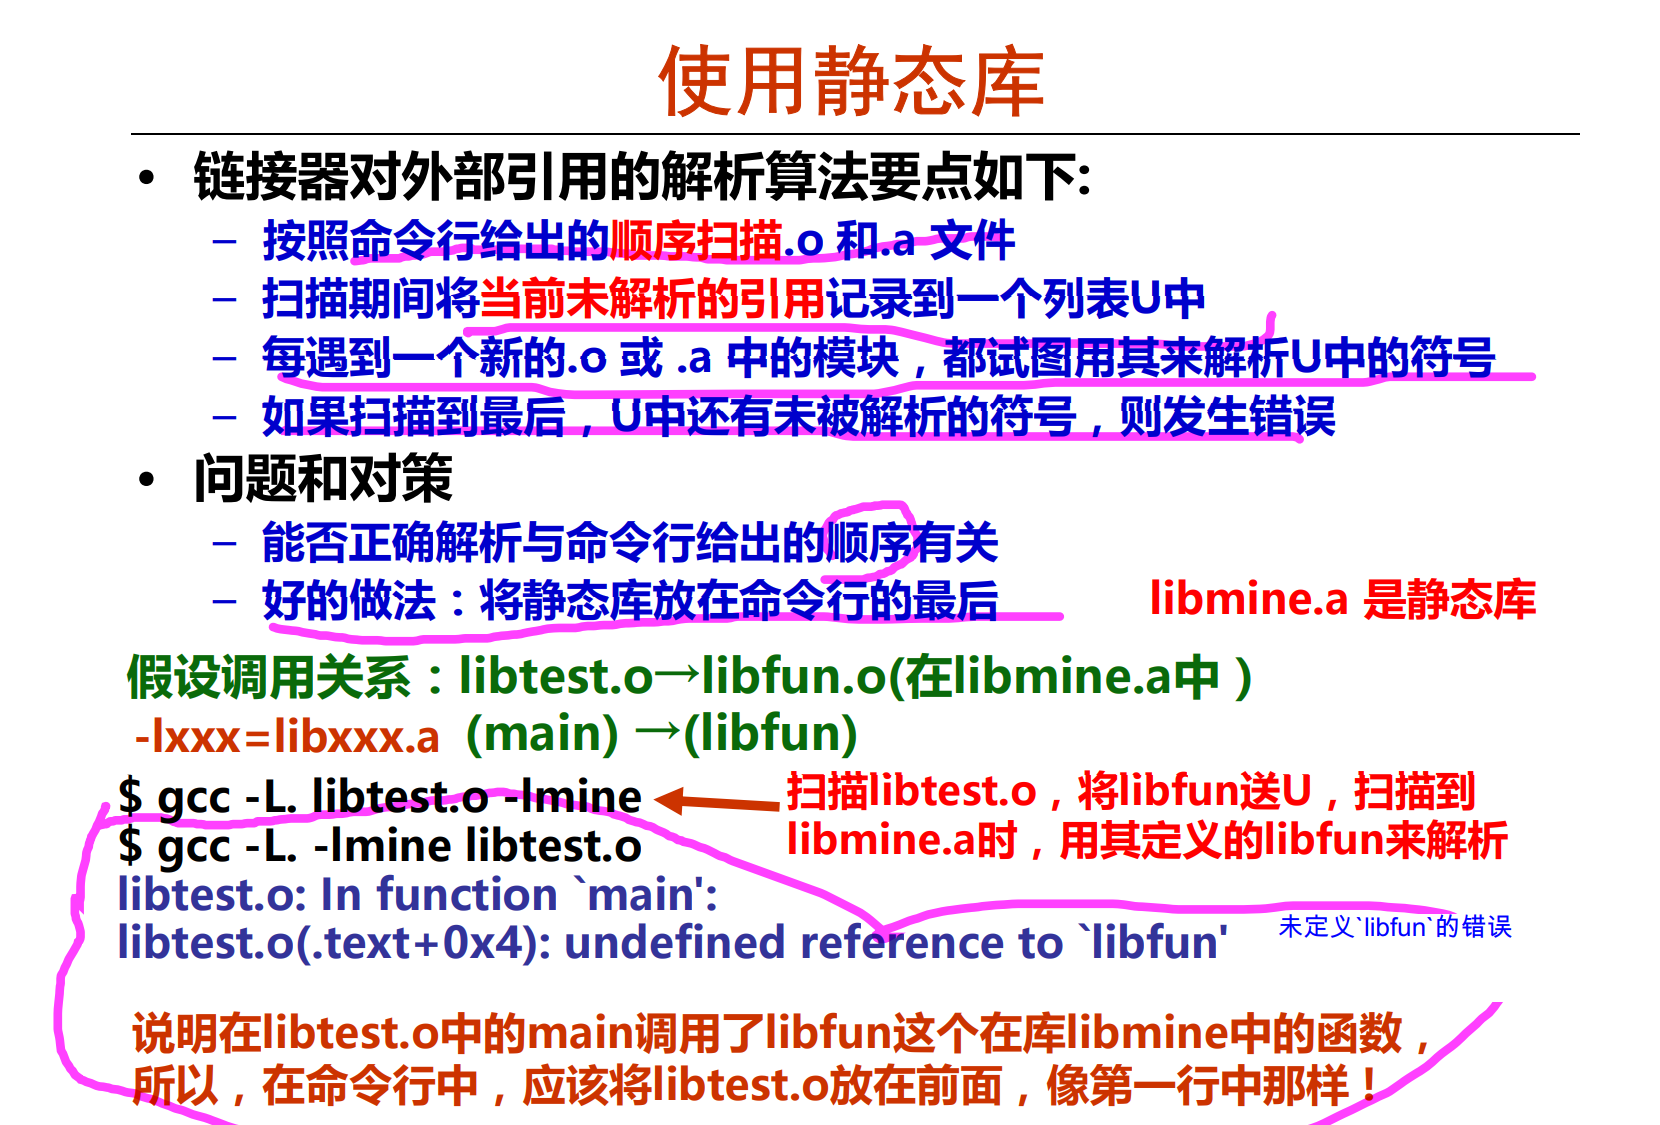 使用静态库
• 链接器对外部引用的解析算法要点如下:
– 按照命令行给出的顺序扫描.o 和.a 文件
– 扫描期间将当前未解析的引用记录到一个列表U中
– 每遇到一个新的.o 或 .a 中的模块，都试图用其来解析U中的符号
– 如果扫描到最后，U中还有未被解析的符号，则发生错误
• 问题和对策
– 能否正确解析与命令行给出的顺序有关
– 好的做法：将静态库放在命令行的最后
libmine.a 是静态库
假设调用关系：libtest.o→libfun.o(在libmine.a中 )
-lxxx=libxxx.a (main) →(libfun)
$ gcc -L. libtest.o -lmine
扫描libtest.o，将libfun送U，扫描到
libmine.a时，用其定义的libfun来解析
$ gcc -L. -lmine libtest.o
libtest.o: In function `main':
libtest.o(.text+0x4): undefined reference to `libfun'
未定义`libfun`的错误
说明在libtest.o中的main调用了libfun这个在库libmine中的函数，
所以，在命令行中，应该将libtest.o放在前面，像第一行中那样！